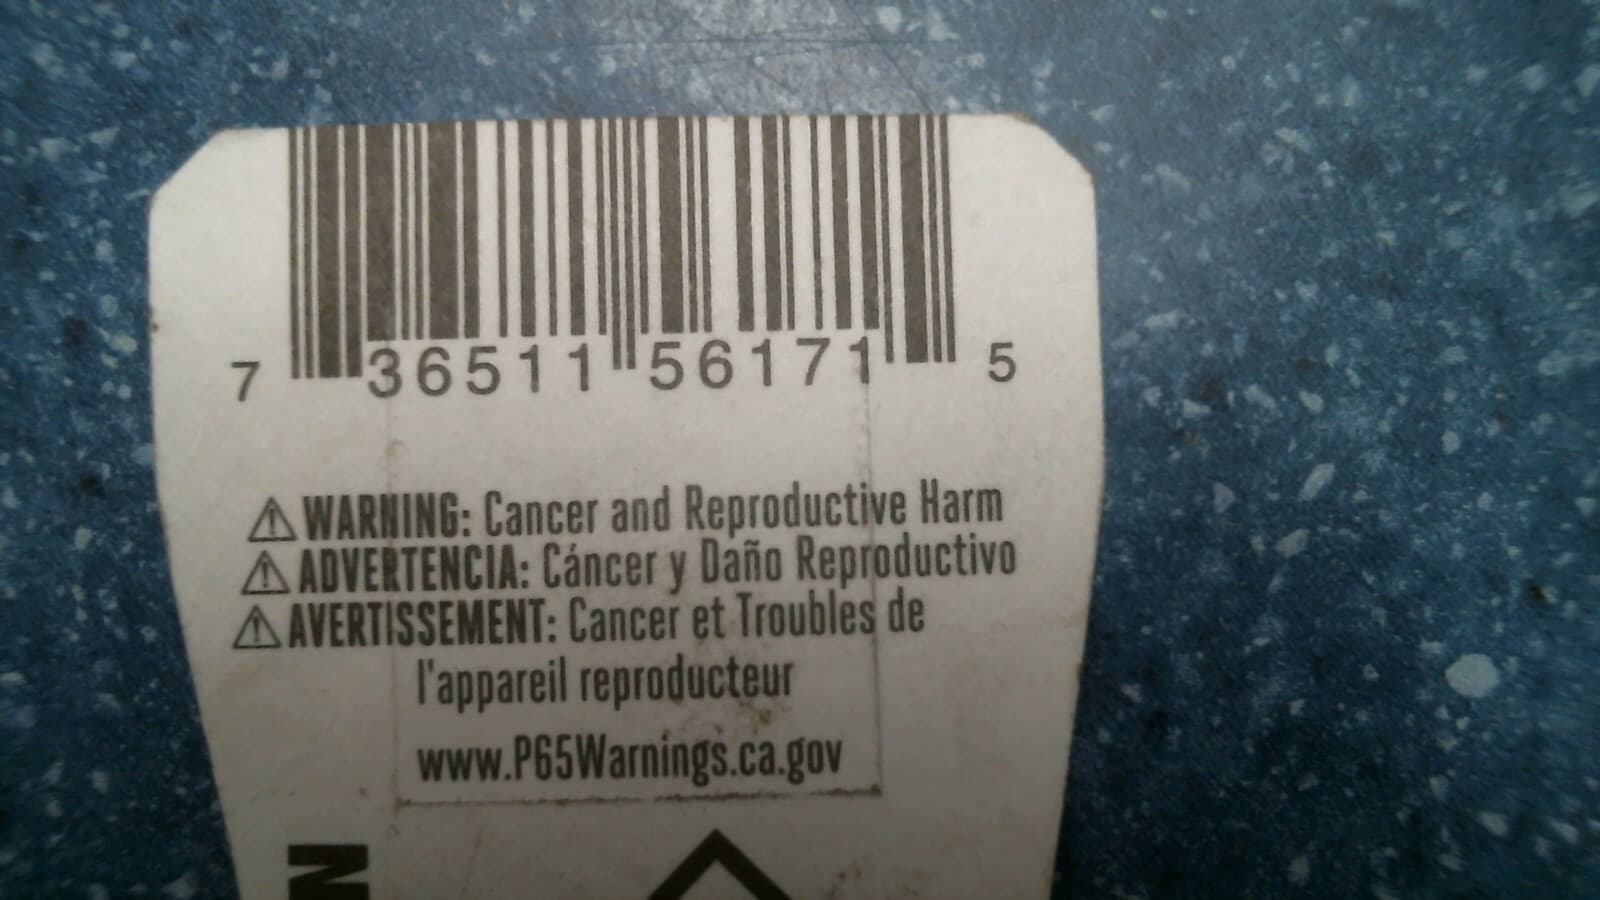 7 36511 56171 5
⚠ WARNING: Cancer and Reproductive Harm
⚠ ADVERTENCIA: Cáncer y Daño Reproductivo
⚠ AVERTISSEMENT: Cancer et Troubles de
l'appareil reproducteur
www.P65Warnings.ca.gov
N